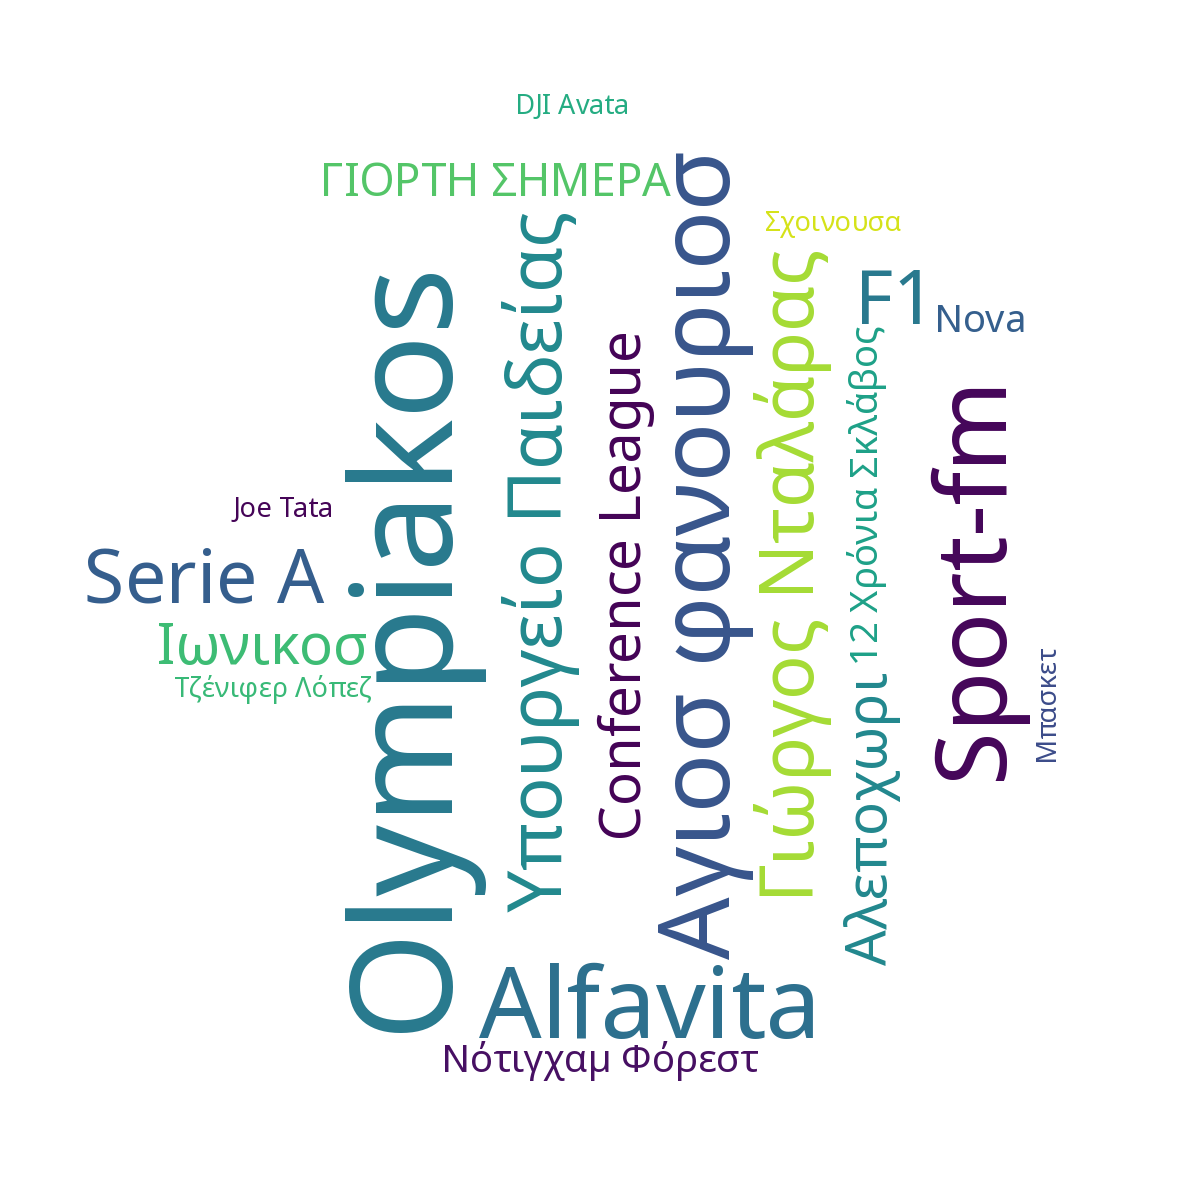 DJI Avata
ΓΙΟΡΤΗ ΣΗΜΕΡΑ
Σχοινουσα
F1
Nova
Olympiakos
Υπουργείο Παιδείας
Conference League
Αγιοσ φανουριοσ
Γιώργος Νταλάρας
12 Χρόνια Σκλάβος
Αλεποχωρι
Sport-fm
Μπασκετ
Joe Tata
Serie A
Ιωνικοσ
Τζένιφερ Λόπεζ
Alfavita
Νότιγχαμ Φόρεστ